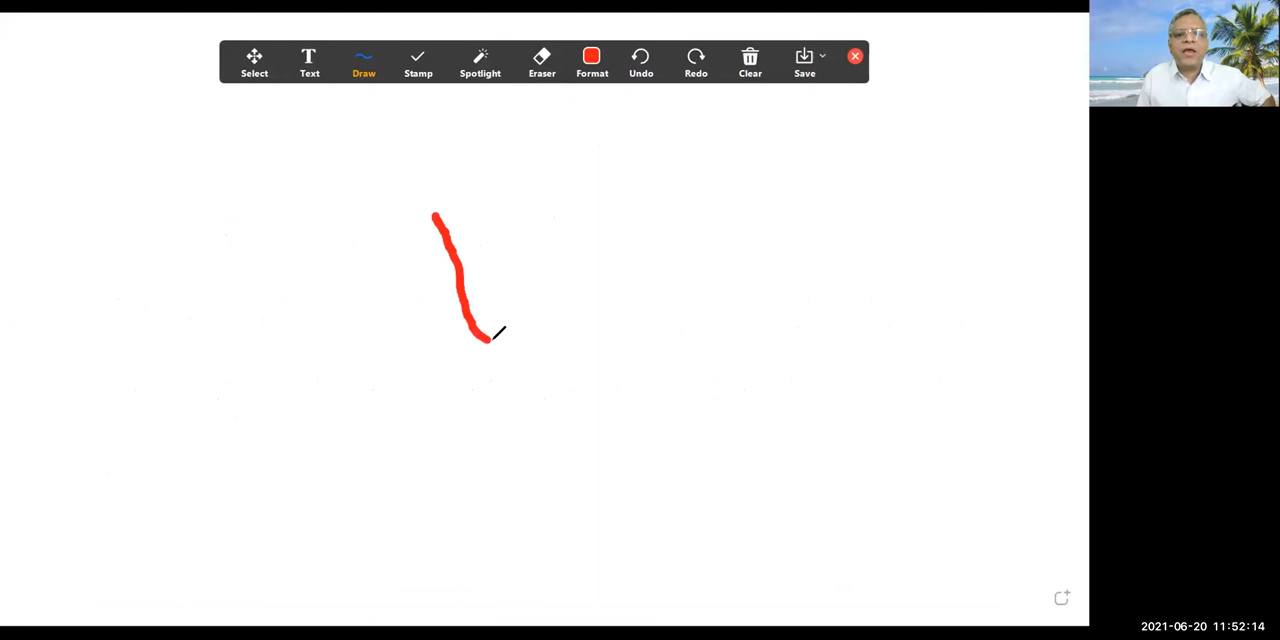 Select Text Draw Stamp Spotlight Eraser Format Undo Redo Clear Save
2021-06-20 11:52:14